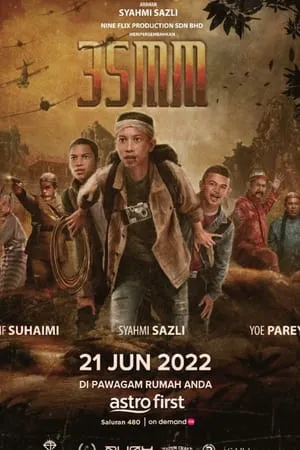 ARAHAN
SYAHMI SAZLI
NINE FLIX PRODUCTION SDN BHD
MEMPERSEMBAHKAN
35MM
IF SUHAIMI
SYAHMI SAZLI
YOE PAREY
21 JUN 2022
DI PAWAGAM RUMAH ANDA
astro first
Saluran 480 | on demand